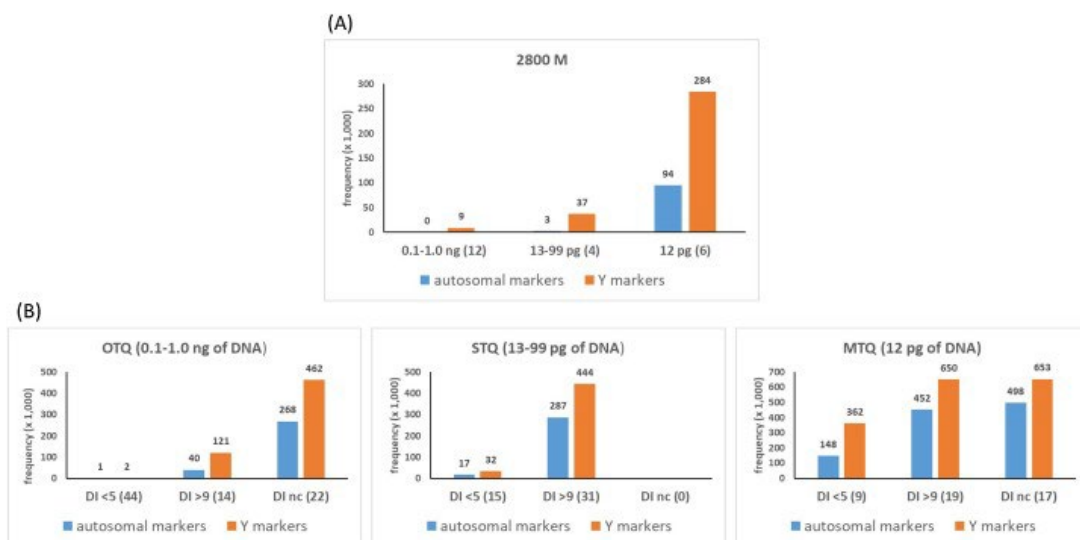 (A)
2800 M
300
284
250
200
150
100
94
50
37
9
3
0
0
frequency (x 1,000)
0.1-1.0 ng (12) 13-99 pg (4) 12 pg (6)
autosomal markers Y markers
(B)
OTQ (0.1-1.0 ng of DNA)
500
462
400
300
268
200
121
100
40
1 2
0
frequency (x 1,000)
DI <5 (44) DI >9 (14) DI nc (22)
autosomal markers Y markers
STQ (13-99 pg of DNA)
500
444
400
300
287
200
100
17 32
0
frequency (x 1,000)
DI <5 (15) DI >9 (31) DI nc (0)
autosomal markers Y markers
MTQ (12 pg of DNA)
700
650 653
600
500
498
452
400
362
300
200
148
100
0
frequency (x 1,000)
DI <5 (9) DI >9 (19) DI nc (17)
autosomal markers Y markers